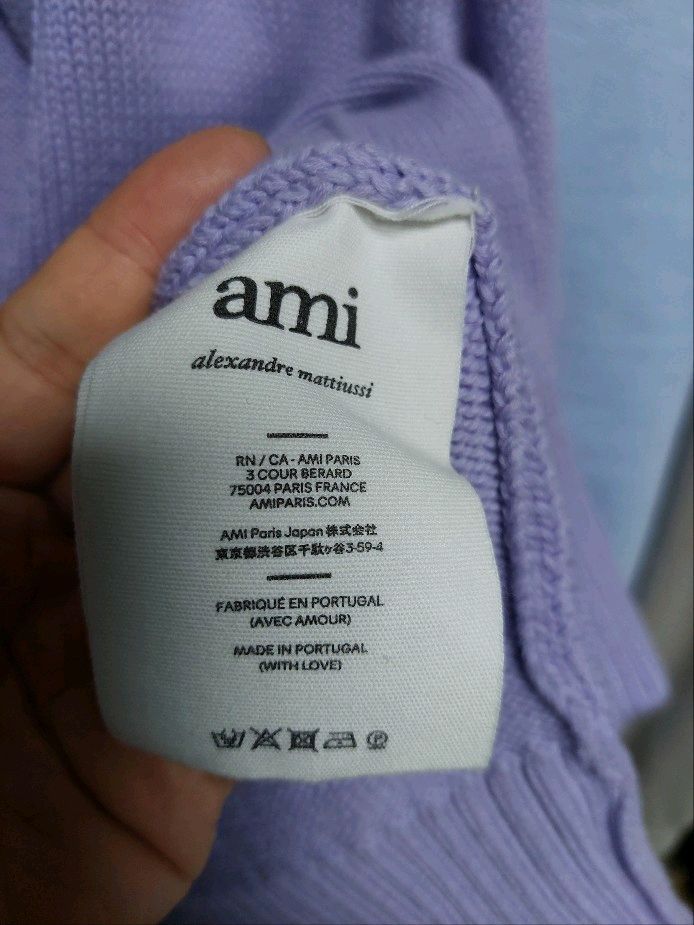 ami
alexandre mattiussi
RN / CA - AMI PARIS
3 COUR BERARD
75004 PARIS FRANCE
AMIPARIS.COM
AMI Paris Japan 株式会社
東京都渋谷区千駄ヶ谷3-59-4
FABRIQUÉ EN PORTUGAL
(AVEC AMOUR)
MADE IN PORTUGAL
(WITH LOVE)
P